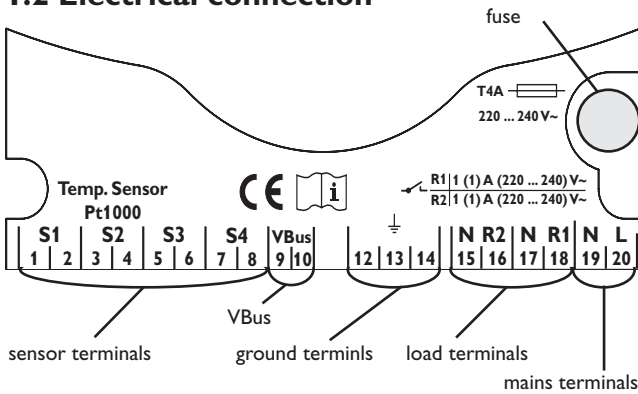 1.2 Electrical connection
fuse
T4A
220 ... 240 V~
Temp. Sensor
Pt1000
CE
i
R1 1 (1) A (220 ... 240) V~
R2 1 (1) A (220 ... 240) V~
S1 S2 S3 S4 VBus N R2 N R1 N L
1 2 3 4 5 6 7 8 9 10 12 13 14 15 16 17 18 19 20
VBus
sensor terminals
ground terminls
load terminals
mains terminals